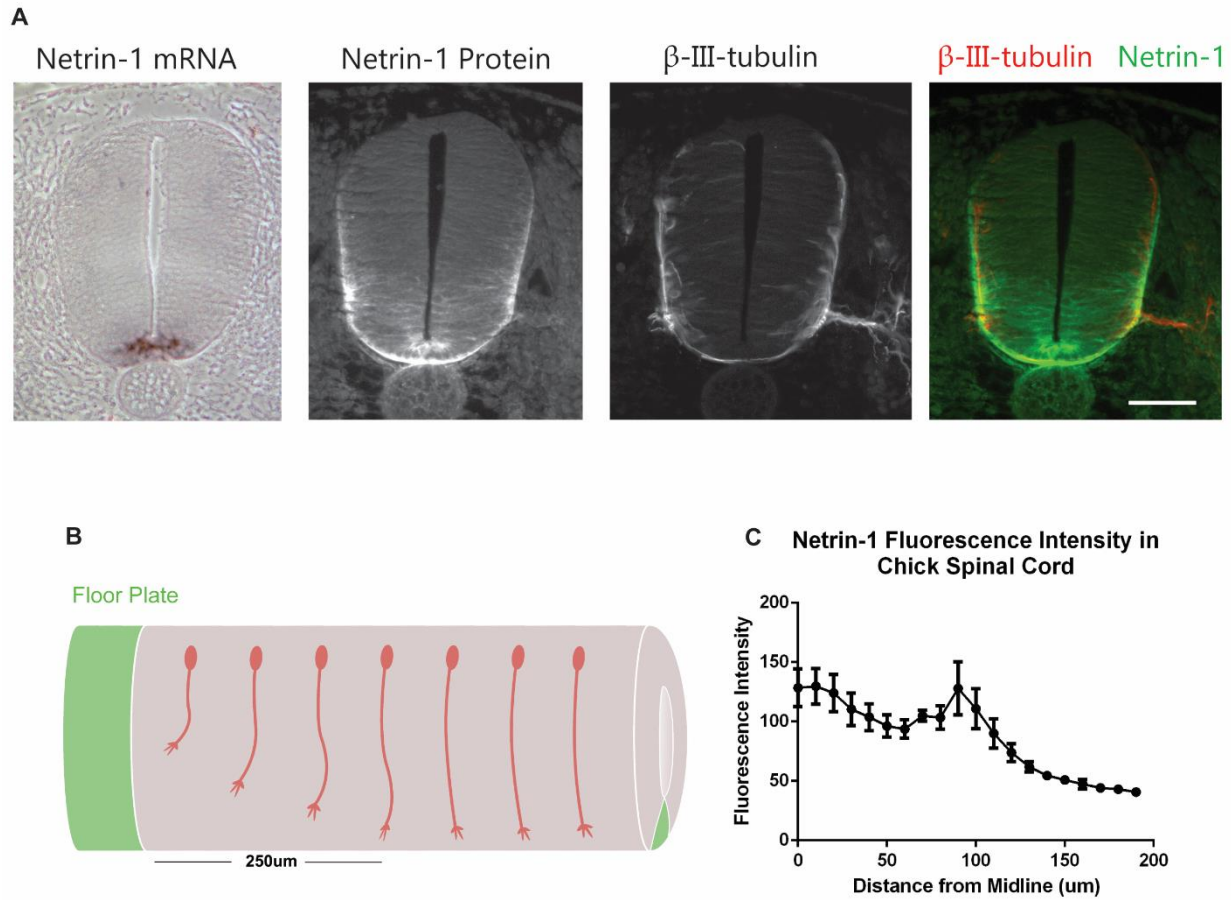 A
Netrin-1 mRNA
Netrin-1 Protein
β-III-tubulin
β-III-tubulin Netrin-1
B
Floor Plate
250um
C
Netrin-1 Fluorescence Intensity in
Chick Spinal Cord
Fluorescence Intensity
200
150
100
50
0
0
50
100
150
200
Distance from Midline (um)